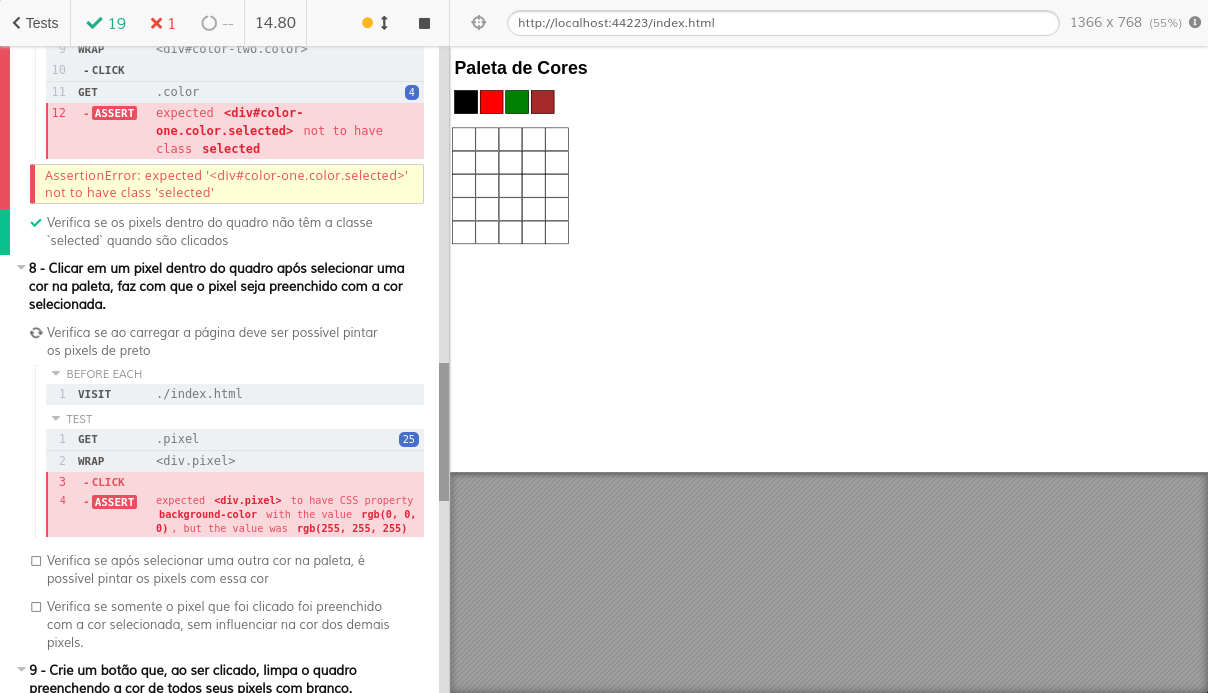 Tests 19 1 -- 14.80 http://localhost:44223/index.html 1366 x 768 (55%)
9 WRAP <div#color-two.color>
10 -CLICK
11 GET .color 4
12 -ASSERT expected <div#color-
one.color.selected> not to have
class selected
AssertionError: expected '<div#color-one.color.selected>'
not to have class 'selected'
Verifica se os pixels dentro do quadro não têm a classe
`selected` quando são clicados
8 - Clicar em um pixel dentro do quadro após selecionar uma
cor na paleta, faz com que o pixel seja preenchido com a cor
selecionada.
Verifica se ao carregar a página deve ser possível pintar
os pixels de preto
BEFORE EACH
1 VISIT ./index.html
TEST
1 GET .pixel 25
2 WRAP <div.pixel>
3 -CLICK
4 -ASSERT expected <div.pixel> to have CSS property
background-color with the value rgb(0, 0,
0), but the value was rgb(255, 255, 255)
Verifica se após selecionar uma outra cor na paleta, é
possível pintar os pixels com essa cor
Verifica se somente o pixel que foi clicado foi preenchido
com a cor selecionada, sem influenciar na cor dos demais
pixels.
9 - Crie um botão que, ao ser clicado, limpa o quadro
preenchendo a cor de todos seus pixels com branco.
Paleta de Cores